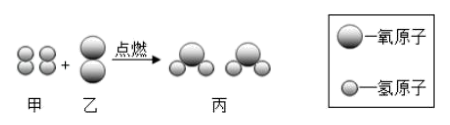 + 点燃
甲 乙 丙
—氧原子
—氢原子